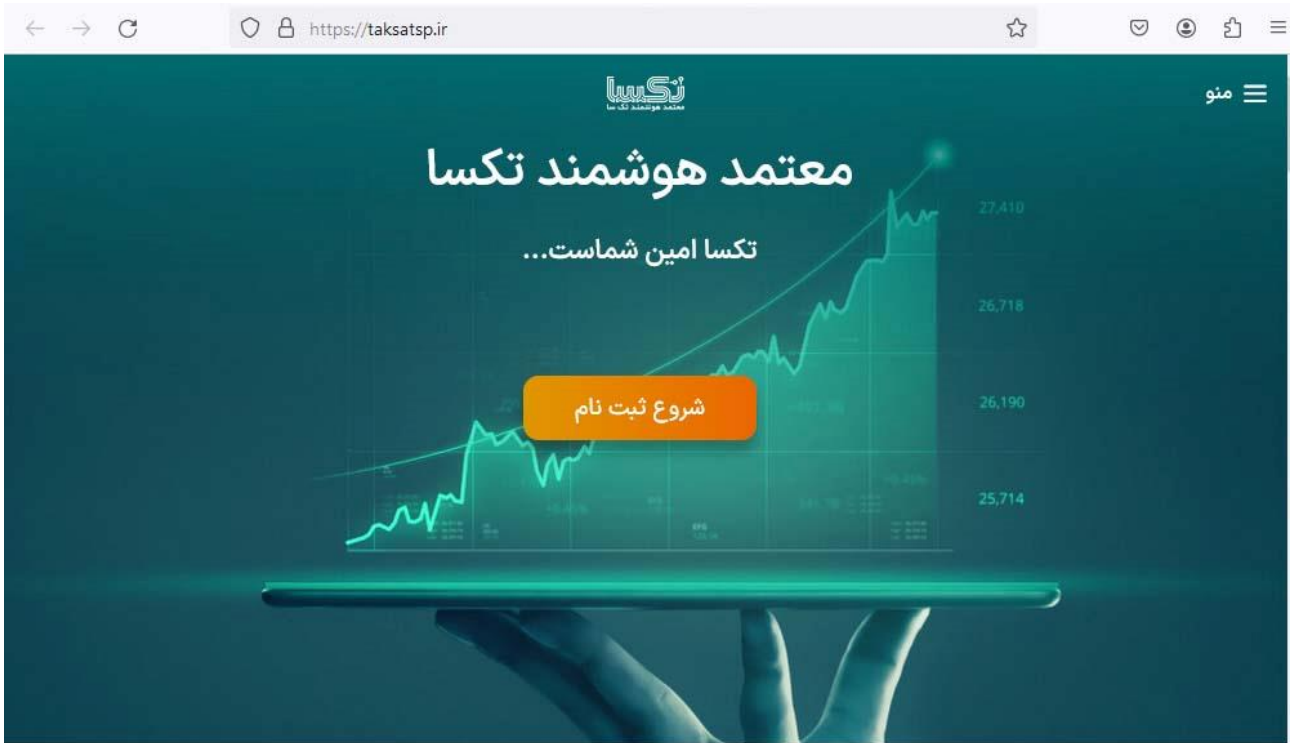 https://taksatsp.ir
منو
تکسا
معتمد هوشمند تک سا
معتمد هوشمند تکسا
تکسا امین شماست...
27,410
26,718
شروع ثبت نام
26,190
25,714